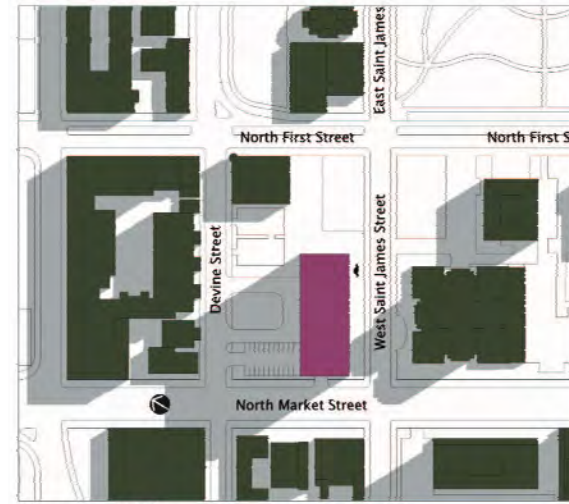 East Saint James
North First Street
North First S
Devine Street
West Saint James Street
North Market Street